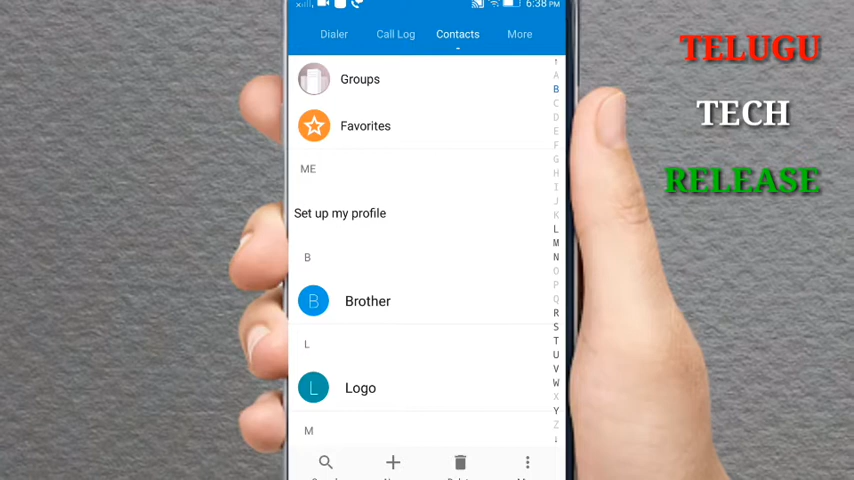 6:38 PM
Dialer
Call Log
Contacts
More
Groups
Favorites
ME
Set up my profile
B
B
Brother
L
L
Logo
M
A
B
C
D
E
F
G
H
I
J
K
L
M
N
O
P
Q
R
S
T
U
V
W
X
Y
Z
TELUGU
TECH
RELEASE